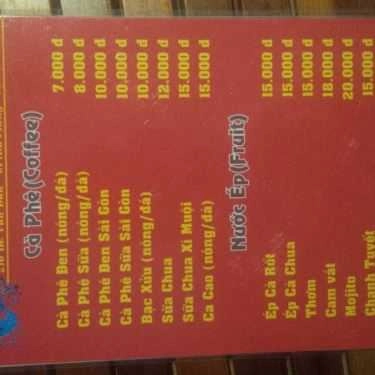 Cà Phê (Coffee)
Cà Phê Đen (nóng/đá) 7.000 đ
Cà Phê Sữa (nóng/đá) 8.000 đ
Cà Phê Đen Sài Gòn 10.000 đ
Cà Phê Sữa Sài Gòn 10.000 đ
Bạc Xỉu (nóng/đá) 10.000 đ
Sữa Chua 12.000 đ
Sữa Chua Xí Muội 15.000 đ
Ca Cao (nóng/đá) 15.000 đ
Nước Ép (Fruit)
Ép Cà Rốt 15.000 đ
Ép Cà Chua 15.000 đ
Thơm 15.000 đ
Cam vắt 18.000 đ
Mojito 20.000 đ
Chanh Tuyết 15.000 đ